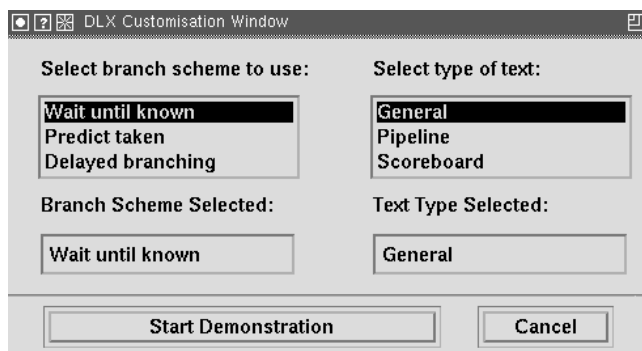 DLX Customisation Window
Select branch scheme to use:
Select type of text:
Wait until known
Predict taken
Delayed branching
General
Pipeline
Scoreboard
Branch Scheme Selected:
Text Type Selected:
Wait until known
General
Start Demonstration
Cancel